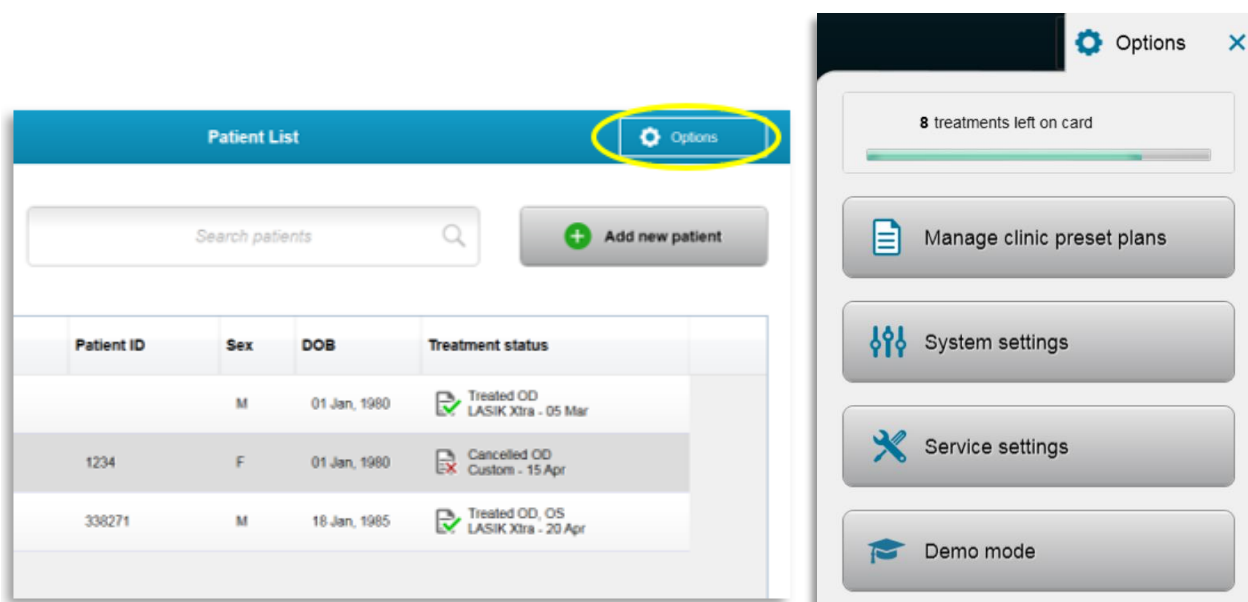 Patient List
Options
Search patients
Add new patient
Patient ID Sex DOB Treatment status
M 01 Jan, 1980 Treated OD
LASIK Xtra - 05 Mar
1234 F 01 Jan, 1980 Cancelled OD
Custom - 15 Apr
338271 M 18 Jan, 1985 Treated OD, OS
LASIK Xtra - 20 Apr
Options
8 treatments left on card
Manage clinic preset plans
System settings
Service settings
Demo mode